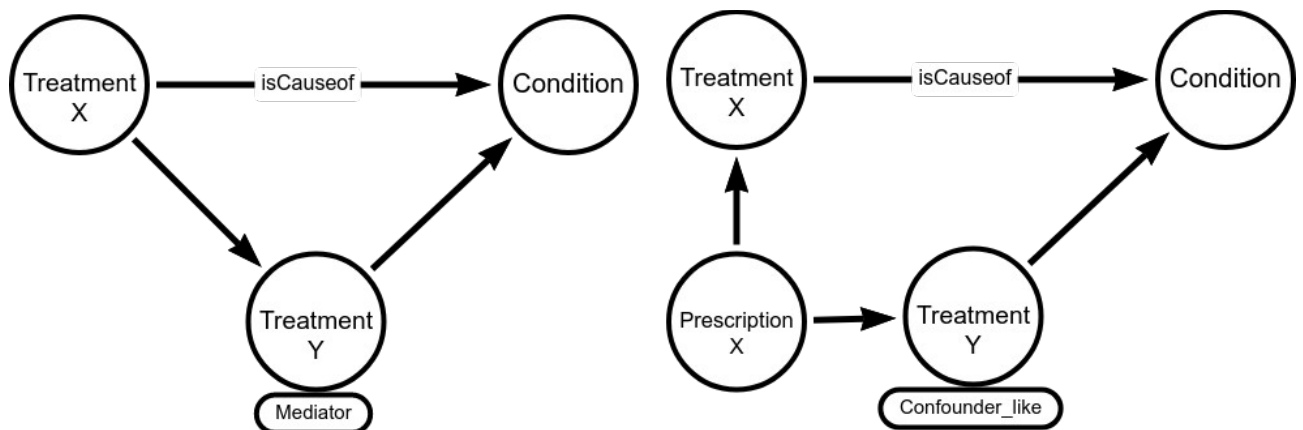 Treatment
X
isCauseof
Condition
Treatment
Y
Mediator
Treatment
X
isCauseof
Condition
Prescription
X
Treatment
Y
Confounder_like